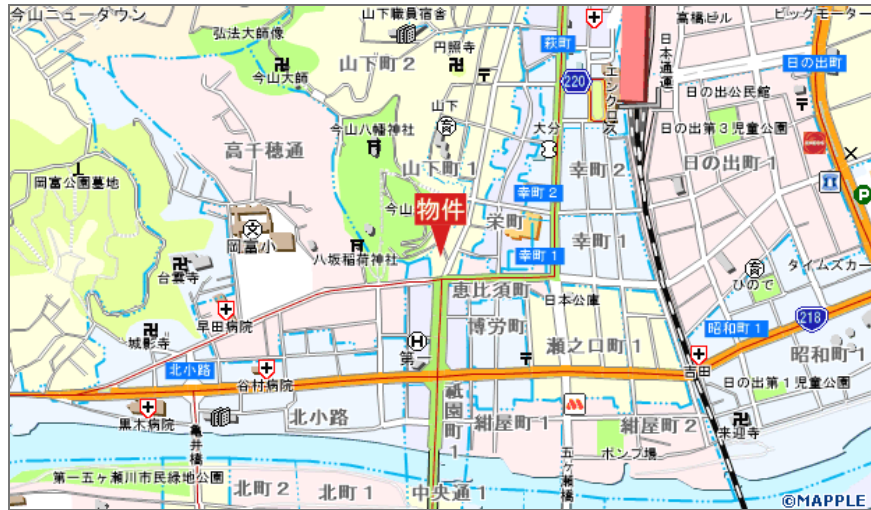 今山ニュータウン
弘法大師像
山下職員宿舎
高橋ビル
ビッグモーター
円照寺
萩町
日本通運
日の出町
山下町2
今山大師
220
エンクロス
日の出公民館
山下
大分
今山八幡神社
日の出第3児童公園
高千穂通
山下町1
幸町2
日の出町1
ENEOS
岡富公園墓地
幸町2
今山
物件
栄町
岡富小
幸町1
幸町1
八坂稲荷神社
台雲寺
恵比須町
日本公庫
ひので
タイムズカー
P
早田病院
博労町
218
昭和町1
城影寺
H
第一
瀬之口町1
昭和町1
北小路
吉田
谷村病院
日の出第1児童公園
北小路
祇園町1
紺屋町1
紺屋町2
黒木病院
来迎寺
亀井橋
五ヶ瀬橋
ポンプ場
第一五ヶ瀬川市民緑地公園
北町2
北町1
中央通1
©MAPPLE